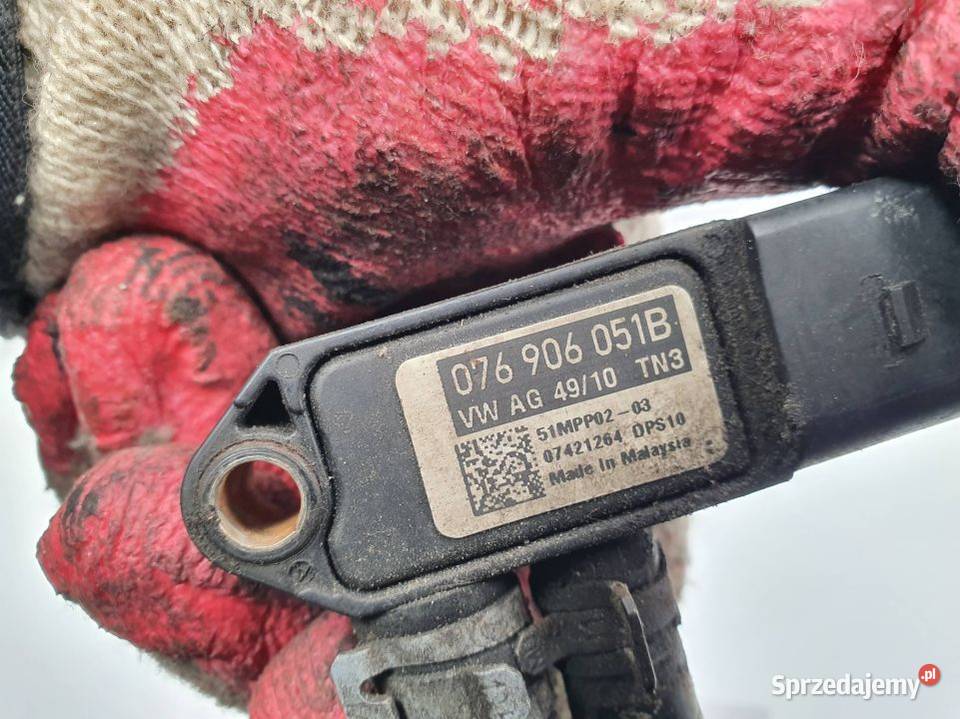 076 906 051B
VW AG 49/10 TN3
51MPP02-03
07421264 DPS10
Made in Malaysia
Sprzedajemy.pl